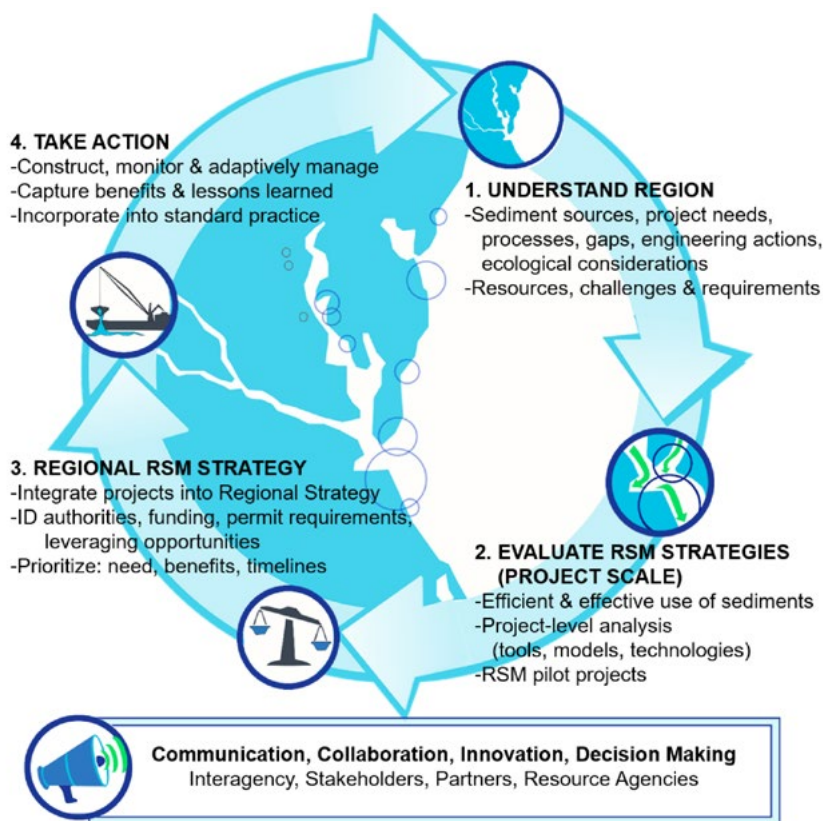 4. TAKE ACTION
-Construct, monitor & adaptively manage
-Capture benefits & lessons learned
-Incorporate into standard practice
1. UNDERSTAND REGION
-Sediment sources, project needs,
processes, gaps, engineering actions,
ecological considerations
-Resources, challenges & requirements
3. REGIONAL RSM STRATEGY
-Integrate projects into Regional Strategy
-ID authorities, funding, permit requirements,
leveraging opportunities
-Prioritize: need, benefits, timelines
2. EVALUATE RSM STRATEGIES
(PROJECT SCALE)
-Efficient & effective use of sediments
-Project-level analysis
(tools, models, technologies)
-RSM pilot projects
Communication, Collaboration, Innovation, Decision Making
Interagency, Stakeholders, Partners, Resource Agencies